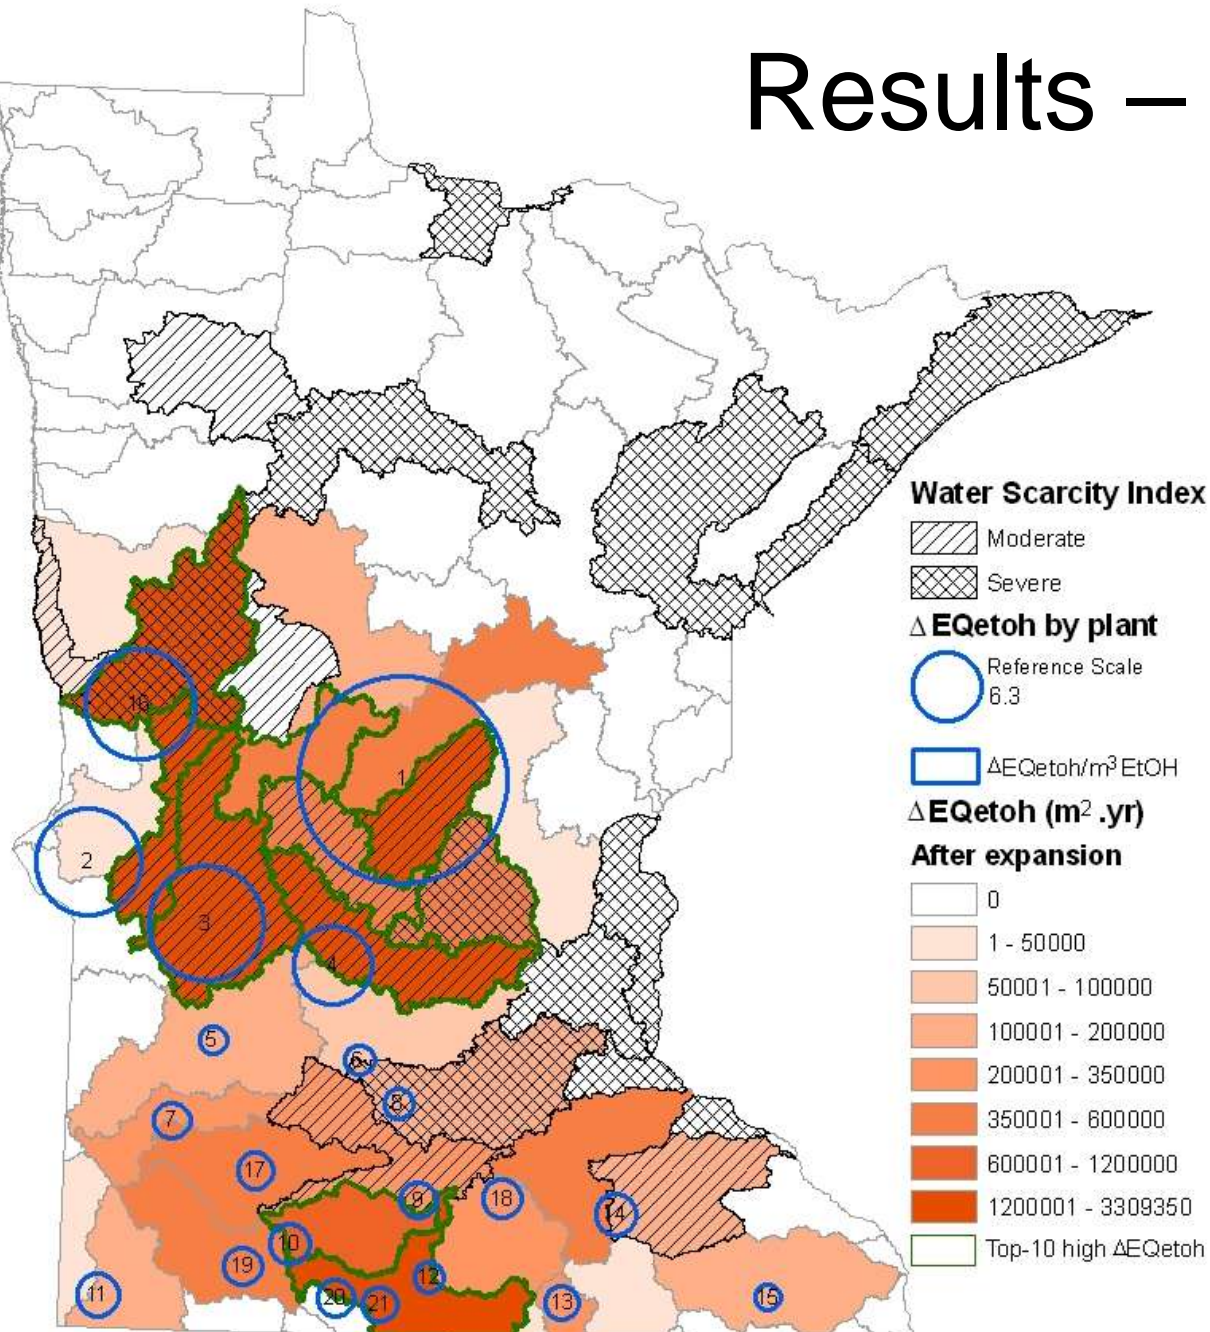 Results –
Water Scarcity Index
Moderate
Severe
Δ EQetoh by plant
Reference Scale
6.3
ΔEQetoh/m³ EtOH
ΔEQetoh (m² .yr)
After expansion
0
1 - 50000
50001 - 100000
100001 - 200000
200001 - 350000
350001 - 600000
600001 - 1200000
1200001 - 3309350
Top-10 high ΔEQetoh
1
2
3
4
5
6
8
7
17
9
18
14
10
19
12
11
20
21
13
15